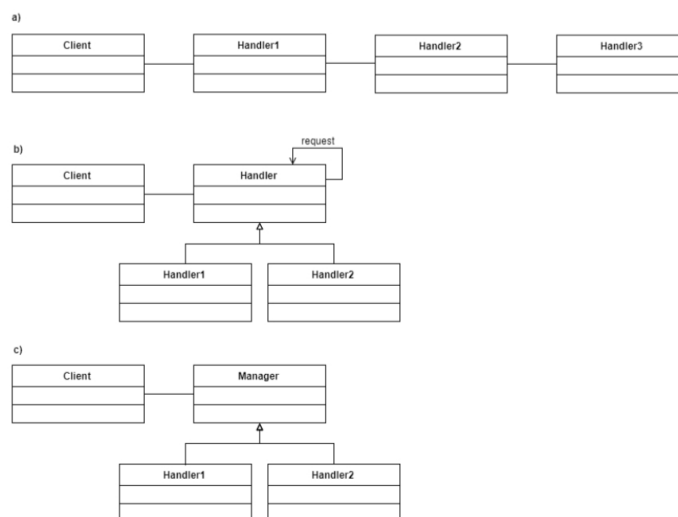 a)
Client Handler1 Handler2 Handler3
request
b)
Client Handler
Handler1 Handler2
c)
Client Manager
Handler1 Handler2